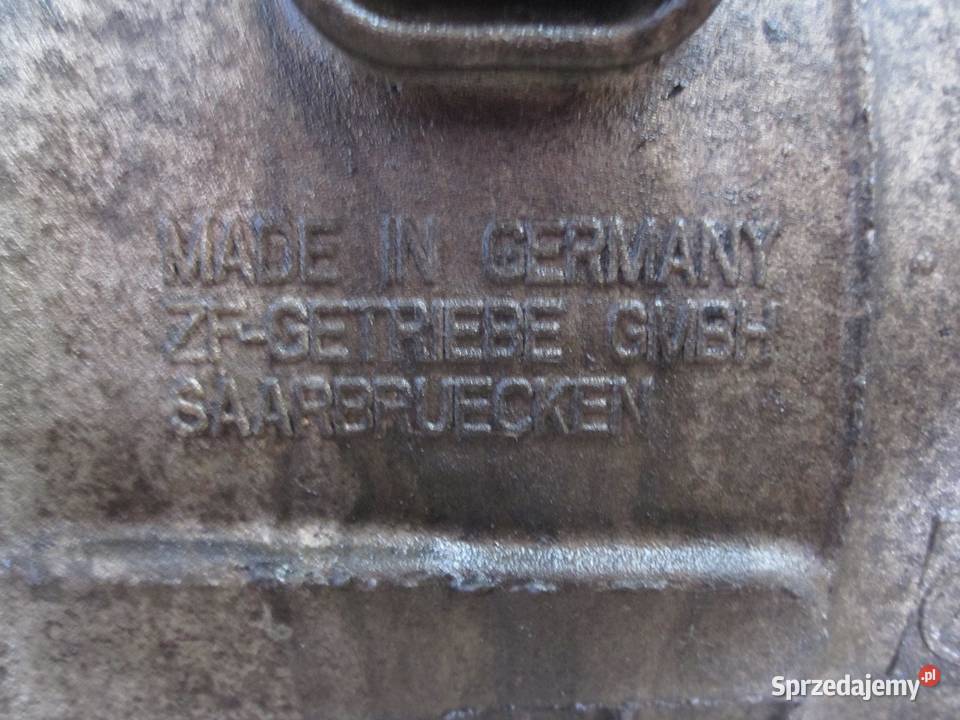 MADE IN GERMANY
ZF-GETRIEBE GMBH
SAARBRUECKEN
Sprzedajemy.pl